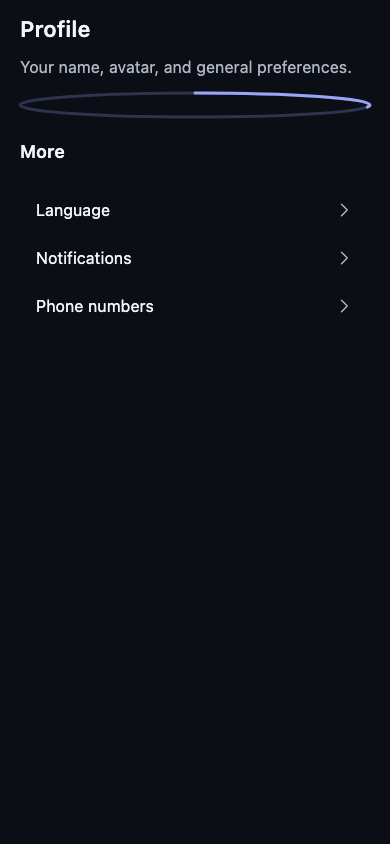 Profile
Your name, avatar, and general preferences.
More
Language
Notifications
Phone numbers